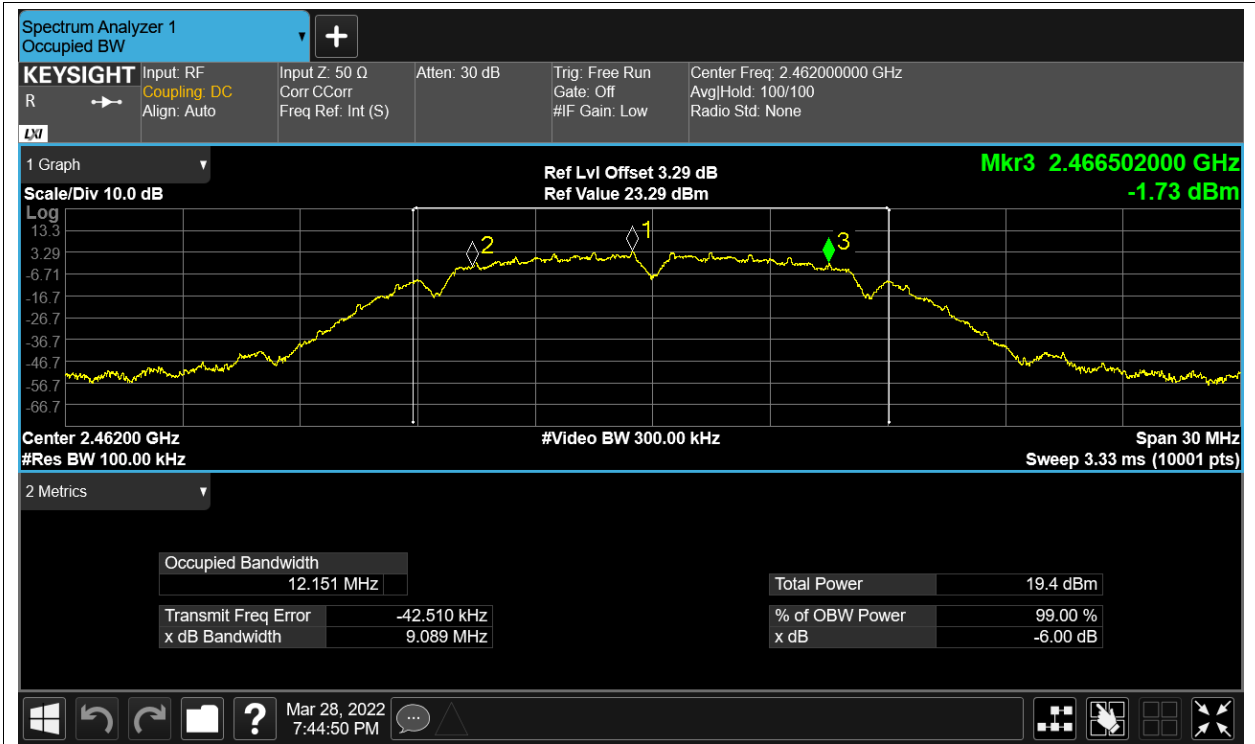 Spectrum Analyzer 1
Occupied BW
+
KEYSIGHT
R
LXI
Input: RF
Coupling: DC
Align: Auto
Input Z: 50 Ω
Corr CCorr
Freq Ref: Int (S)
Atten: 30 dB
Trig: Free Run
Gate: Off
#IF Gain: Low
Center Freq: 2.462000000 GHz
Avg|Hold: 100/100
Radio Std: None
1 Graph
Scale/Div 10.0 dB
Ref Lvl Offset 3.29 dB
Ref Value 23.29 dBm
Mkr3 2.466502000 GHz
-1.73 dBm
Log
13.3
3.29
-6.71
-16.7
-26.7
-36.7
-46.7
-56.7
-66.7
2
1
3
Center 2.46200 GHz
#Video BW 300.00 kHz
Span 30 MHz
#Res BW 100.00 kHz
Sweep 3.33 ms (10001 pts)
2 Metrics
Occupied Bandwidth
12.151 MHz
Transmit Freq Error -42.510 kHz
x dB Bandwidth 9.089 MHz
Total Power 19.4 dBm
% of OBW Power 99.00 %
x dB -6.00 dB
?
Mar 28, 2022
7:44:50 PM